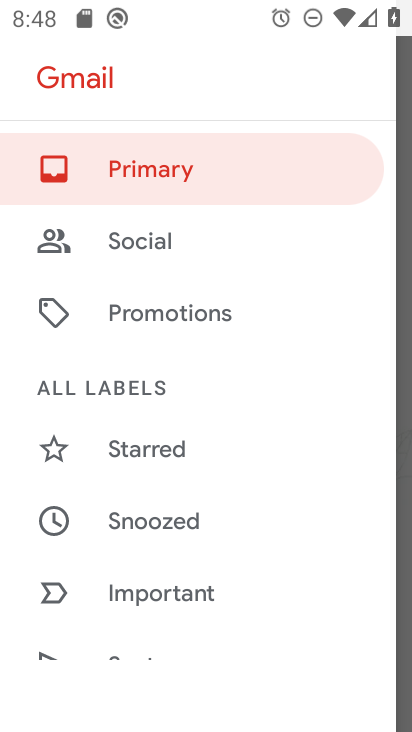 8:48
Gmail
Primary
Social
Promotions
ALL LABELS
Starred
Snoozed
Important